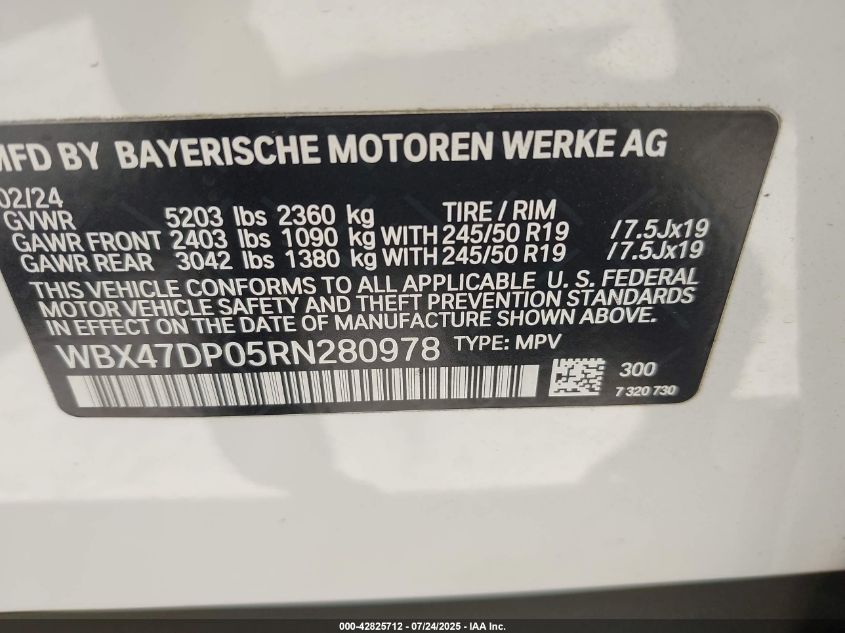 MFD BY BAYERISCHE MOTOREN WERKE AG
02/24
GVWR 5203 lbs 2360 kg TIRE / RIM
GAWR FRONT 2403 lbs 1090 kg WITH 245/50 R19 /7.5Jx19
GAWR REAR 3042 lbs 1380 kg WITH 245/50 R19 /7.5Jx19
THIS VEHICLE CONFORMS TO ALL APPLICABLE U. S. FEDERAL
MOTOR VEHICLE SAFETY AND THEFT PREVENTION STANDARDS
IN EFFECT ON THE DATE OF MANUFACTURE SHOWN ABOVE.
WBX47DP05RN280978 TYPE: MPV
300
7 320 730
000-42825712 - 07/24/2025 - IAA Inc.